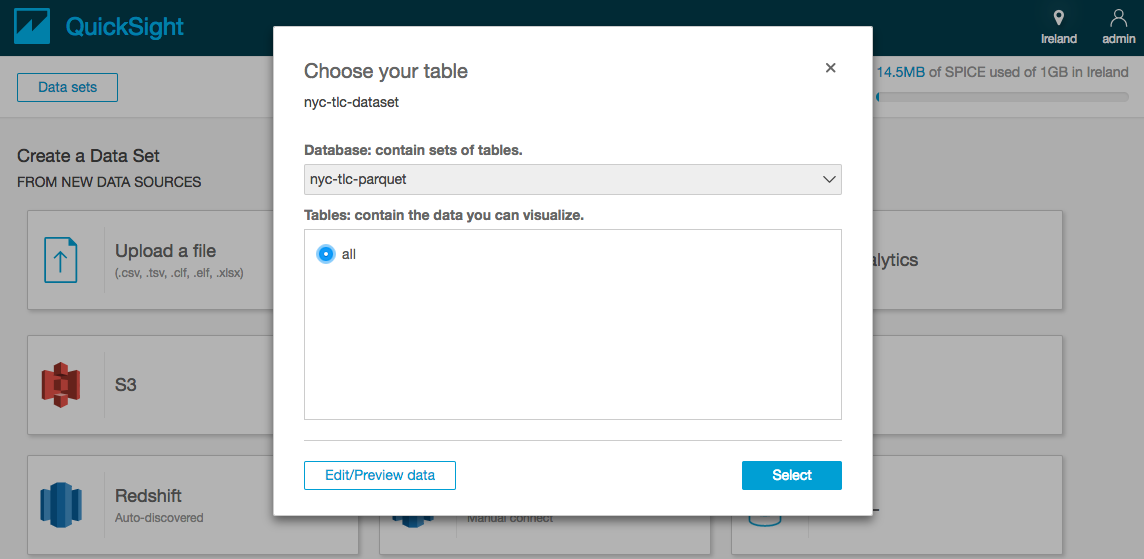 QuickSight
Ireland
admin
Data sets
14.5MB of SPICE used of 1GB in Ireland
Choose your table
nyc-tlc-dataset
Database: contain sets of tables.
nyc-tlc-parquet
Tables: contain the data you can visualize.
all
Edit/Preview data
Select
Create a Data Set
FROM NEW DATA SOURCES
Upload a file
(.csv, .tsv, .clf, .elf, .xlsx)
alytics
S3
Redshift
Auto-discovered
Manual connect